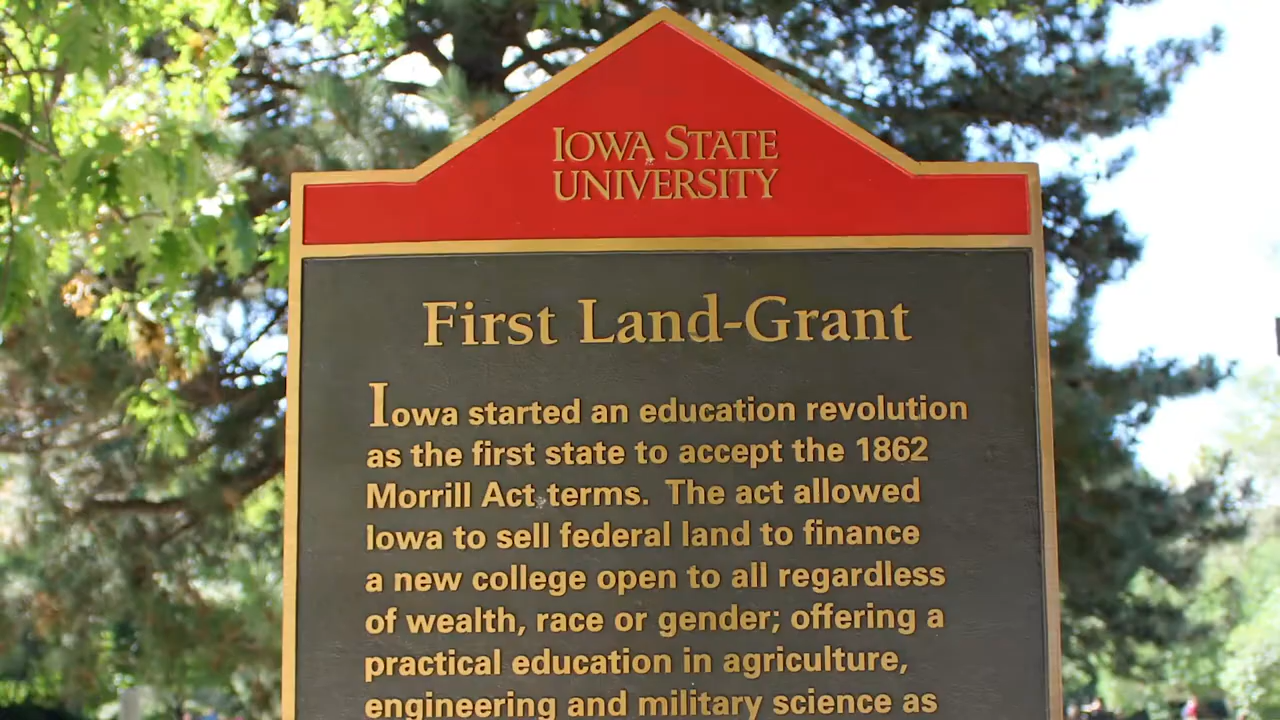 IOWA STATE
UNIVERSITY
First Land-Grant
Iowa started an education revolution
as the first state to accept the 1862
Morrill Act terms. The act allowed
Iowa to sell federal land to finance
a new college open to all regardless
of wealth, race or gender; offering a
practical education in agriculture,
engineering and military science as